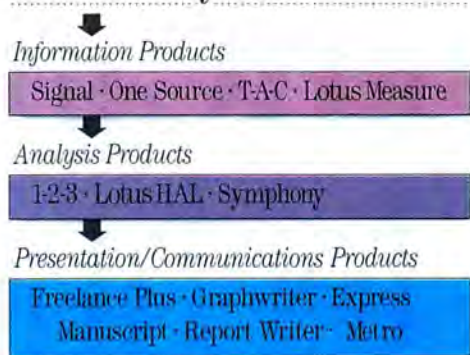 Information Products
Signal · One Source · T-A-C · Lotus Measure
Analysis Products
1-2-3 · Lotus HAL · Symphony
Presentation/Communications Products
Freelance Plus · Graphwriter · Express
Manuscript · Report Writer · Metro